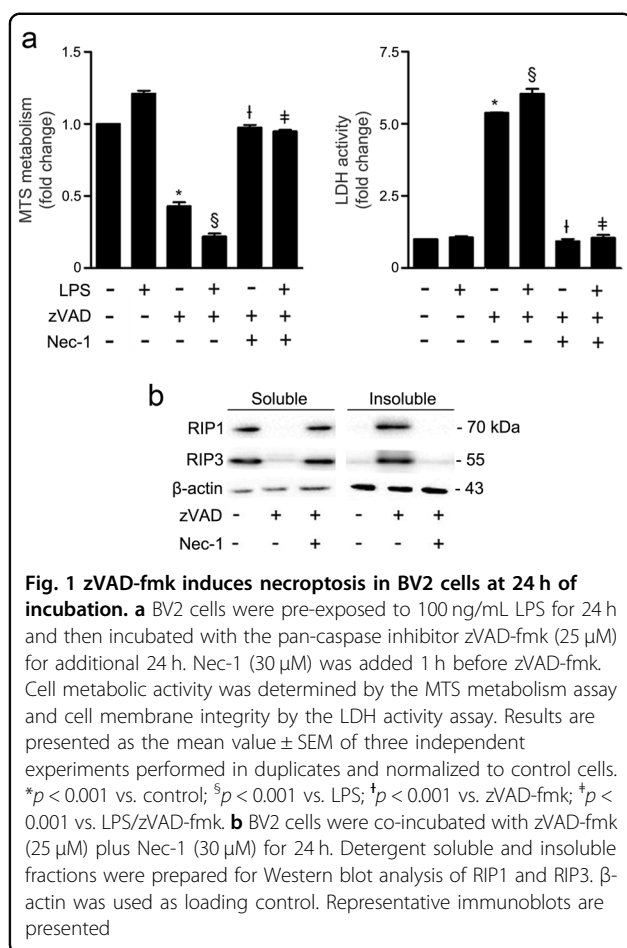 a
MTS metabolism
(fold change)
1.5
1.0
0.5
0
*
§
ƚ
ǂ
LPS - + - + - +
zVAD - - + + + +
Nec-1 - - - - + +
LDH activity
(fold change)
7.5
5.0
2.5
0
*
§
ƚ
ǂ
- + - + - +
- - + + + +
- - - - + +
b
Soluble Insoluble
RIP1 - 70 kDa
RIP3 - 55
β-actin - 43
zVAD - + + - + +
Nec-1 - - + - - +
Fig. 1 zVAD-fmk induces necroptosis in BV2 cells at 24 h of
incubation. a BV2 cells were pre-exposed to 100 ng/mL LPS for 24 h
and then incubated with the pan-caspase inhibitor zVAD-fmk (25 μM)
for additional 24 h. Nec-1 (30 μM) was added 1 h before zVAD-fmk.
Cell metabolic activity was determined by the MTS metabolism assay
and cell membrane integrity by the LDH activity assay. Results are
presented as the mean value ± SEM of three independent
experiments performed in duplicates and normalized to control cells.
*p < 0.001 vs. control; §p < 0.001 vs. LPS; ƚp < 0.001 vs. zVAD-fmk; ǂp <
0.001 vs. LPS/zVAD-fmk. b BV2 cells were co-incubated with zVAD-fmk
(25 μM) plus Nec-1 (30 μM) for 24 h. Detergent soluble and insoluble
fractions were prepared for Western blot analysis of RIP1 and RIP3. β-
actin was used as loading control. Representative immunoblots are
presented